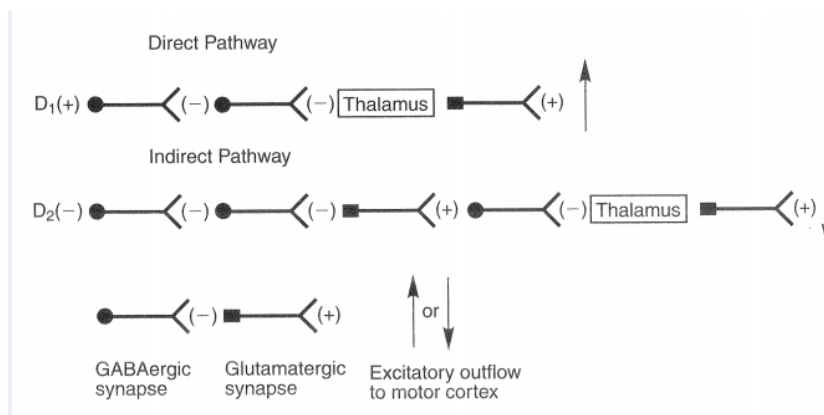 Direct Pathway
D₁(+) (−) (−) Thalamus (+)
Indirect Pathway
D₂(−) (−) (−) (+) (−) Thalamus (+)
(−) (+) or
GABAergic synapse
Glutamatergic synapse
Excitatory outflow to motor cortex